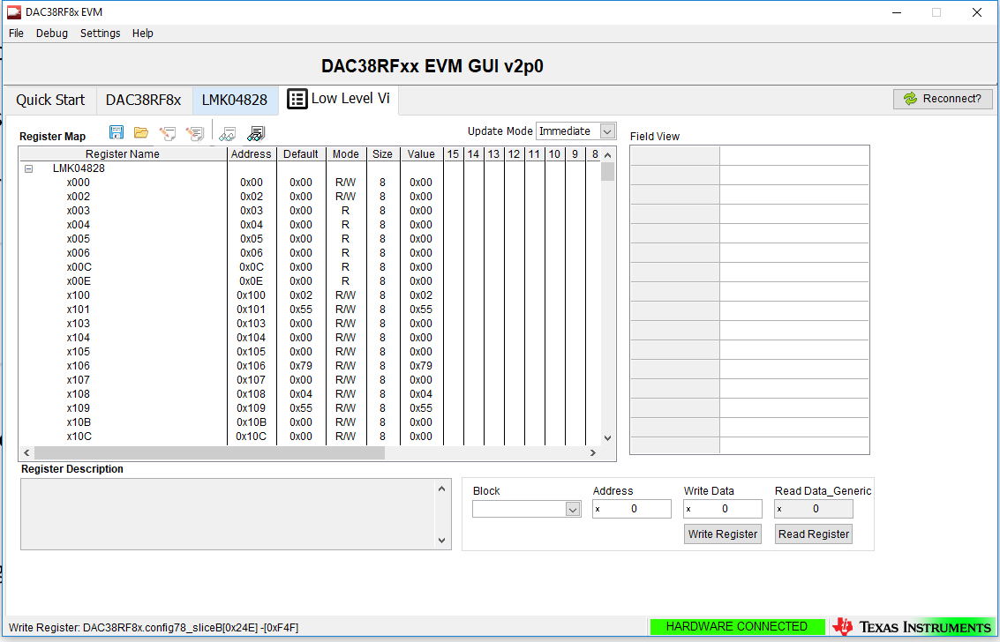 DAC38RF8x EVM
File Debug Settings Help
DAC38RFxx EVM GUI v2p0
Quick Start DAC38RF8x LMK04828 Low Level Vi Reconnect?
Register Map Update Mode Immediate Field View
Register Name Address Default Mode Size Value 15 14 13 12 11 10 9 8
LMK04828
x000 0x00 0x00 R/W 8 0x00
x002 0x02 0x00 R/W 8 0x00
x003 0x03 0x00 R 8 0x00
x004 0x04 0x00 R 8 0x00
x005 0x05 0x00 R 8 0x00
x006 0x06 0x00 R 8 0x00
x00C 0x0C 0x00 R 8 0x00
x00E 0x0E 0x00 R 8 0x00
x100 0x100 0x02 R/W 8 0x02
x101 0x101 0x55 R/W 8 0x55
x103 0x103 0x00 R/W 8 0x00
x104 0x104 0x00 R/W 8 0x00
x105 0x105 0x00 R/W 8 0x00
x106 0x106 0x79 R/W 8 0x79
x107 0x107 0x00 R/W 8 0x00
x108 0x108 0x04 R/W 8 0x04
x109 0x109 0x55 R/W 8 0x55
x10B 0x10B 0x00 R/W 8 0x00
x10C 0x10C 0x00 R/W 8 0x00
Register Description
Block Address Write Data Read Data_Generic
x 0 x 0 x 0
Write Register Read Register
Write Register: DAC38RF8x.config78_sliceB[0x24E] -[0xF4F] HARDWARE CONNECTED TEXAS INSTRUMENTS